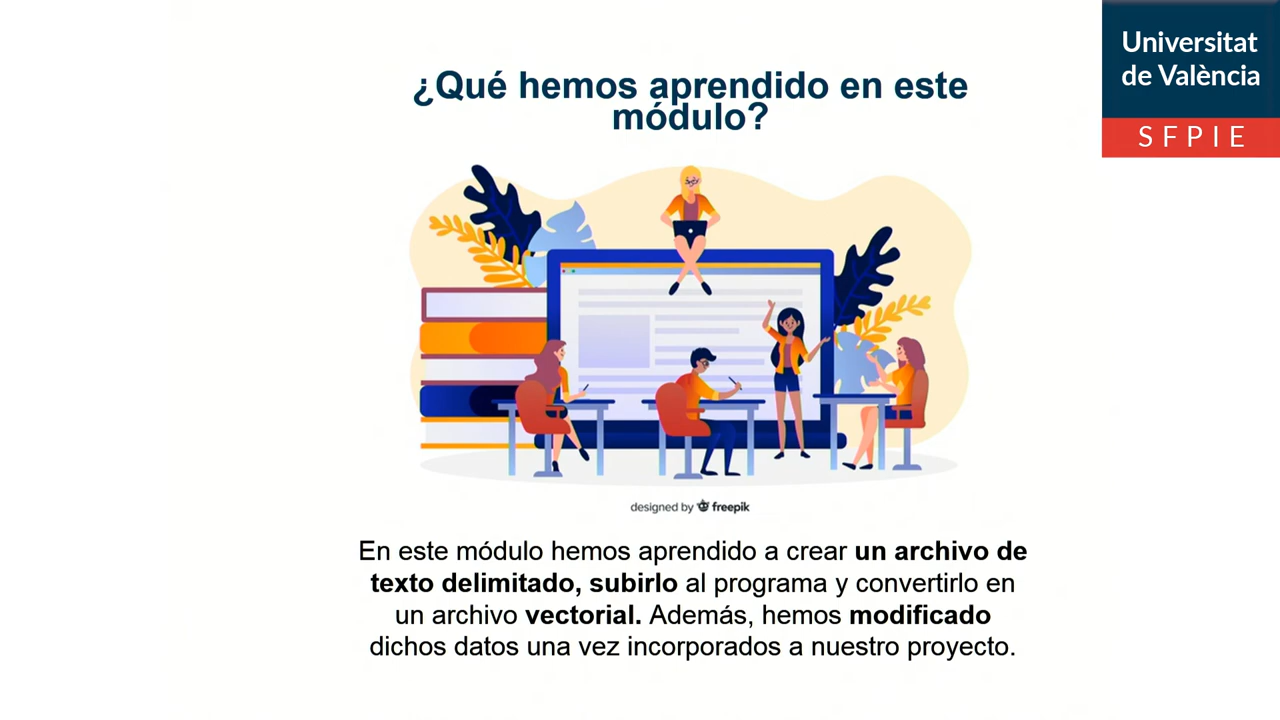 Universitat
de València
SFPIE
¿Qué hemos aprendido en este
módulo?
designed by freepik
En este módulo hemos aprendido a crear un archivo de
texto delimitado, subirlo al programa y convertirlo en
un archivo vectorial. Además, hemos modificado
dichos datos una vez incorporados a nuestro proyecto.